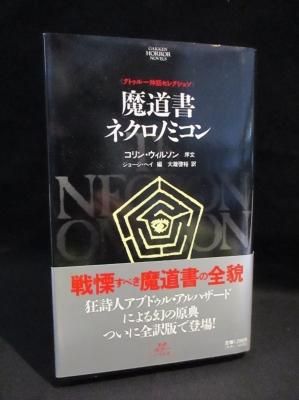 GAKKEN
HORROR
NOVELS
〈クトゥルー神話セレクション〉
魔道書
ネクロノミコン
コリン・ウィルソン 序文
ジョージ・ヘイ 編 大瀧啓裕 訳
NECRON
OMICON
戦慄すべき魔道書の全貌
狂詩人アブドゥル・アルハザード
による幻の原典
ついに全訳版で登場!